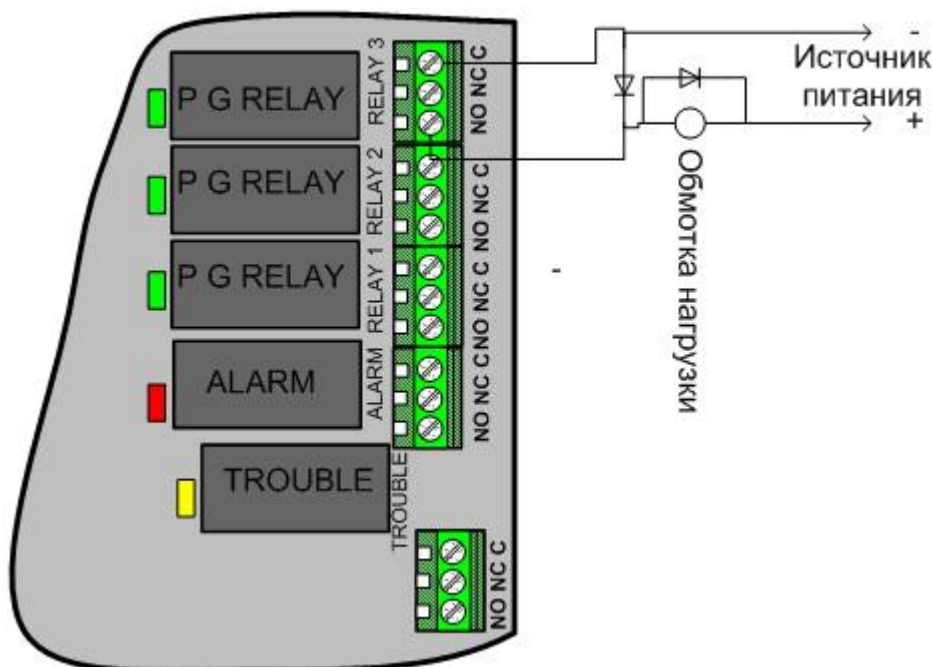 P G RELAY
RELAY 3
NO NC C
P G RELAY
RELAY 2
NO NC C
P G RELAY
RELAY 1
NO NC C
ALARM
ALARM
NO NC C
TROUBLE
TROUBLE
NO NC C
-
Источник
питания
+
Обмотка нагрузки
-